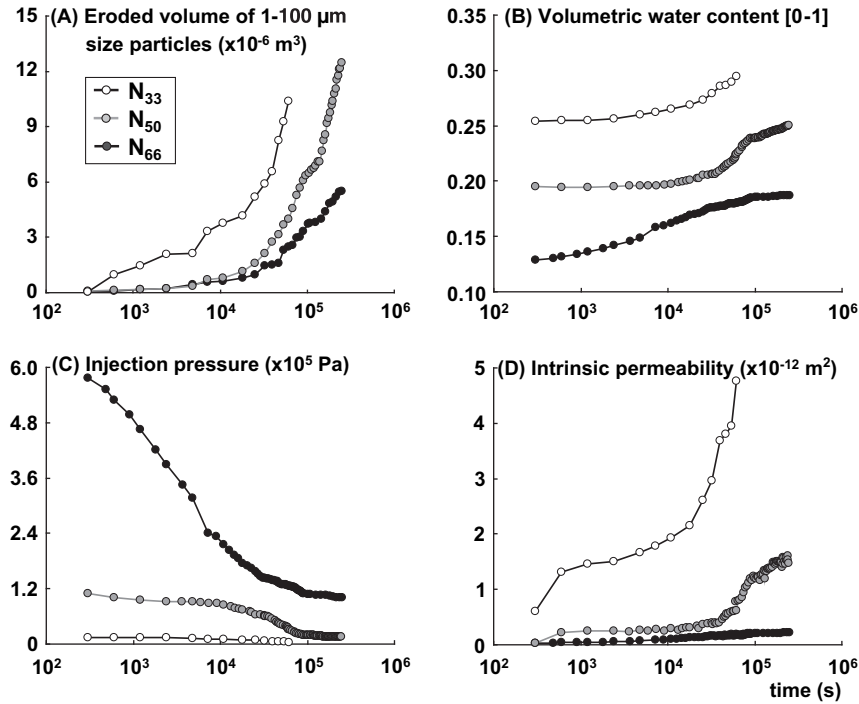 (A) Eroded volume of 1-100 µm
size particles (x10-6 m3)
15
12
9
6
3
0
N33
N50
N66
102 103 104 105 106
(B) Volumetric water content [0-1]
0.35
0.30
0.25
0.20
0.15
0.10
102 103 104 105 106
(C) Injection pressure (x105 Pa)
6.0
4.8
3.6
2.4
1.2
0
102 103 104 105 106
(D) Intrinsic permeability (x10-12 m2)
5
4
3
2
1
0
102 103 104 105 106
time (s)